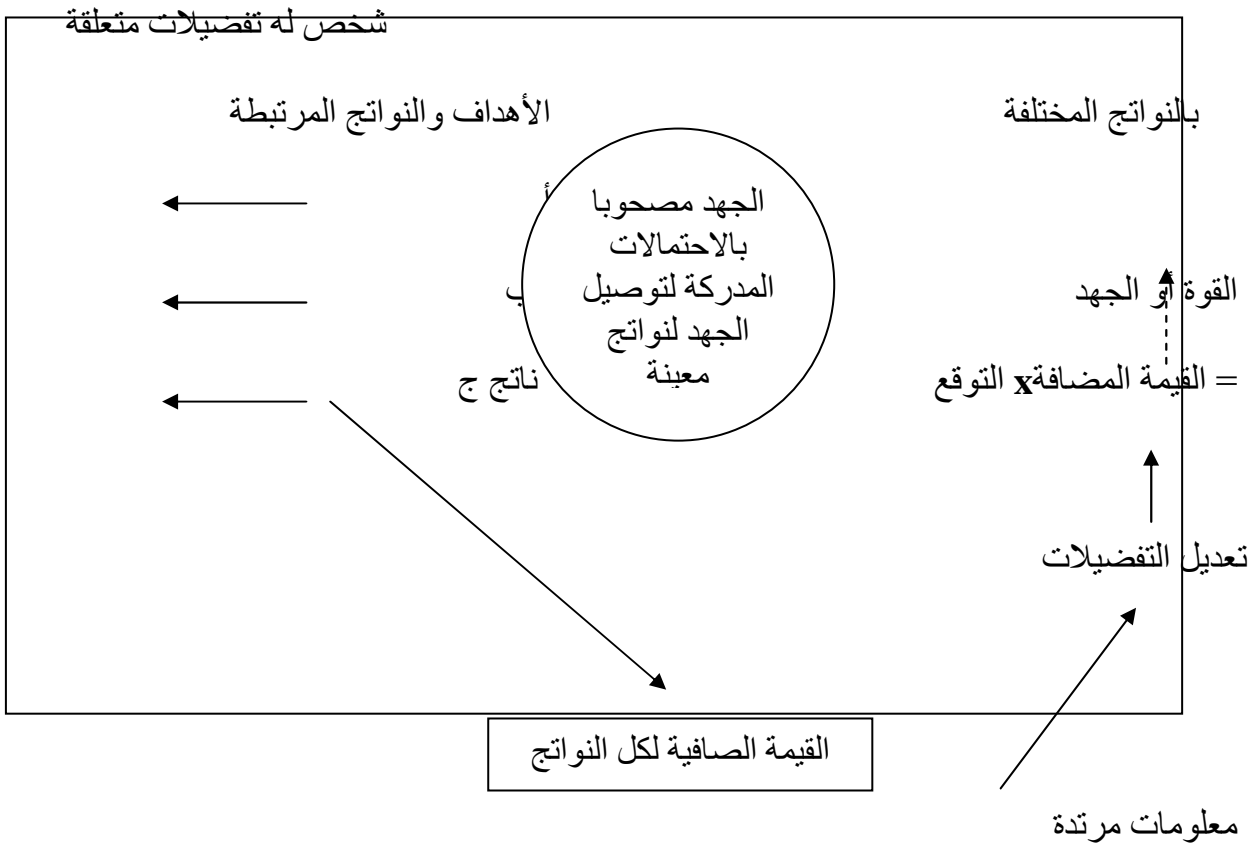 شخص له تفضيلات متعلقة
بالنواتج المختلفة
الأهداف والنواتج المرتبطة
أ
الجهد مصحوبا
بالاحتمالات
المدركة لتوصيل
الجهد لنواتج
معينة
القوة أو الجهد
ب
= القيمة المضافةx التوقع
ناتج ج
تعديل التفضيلات
القيمة الصافية لكل النواتج
معلومات مرتدة